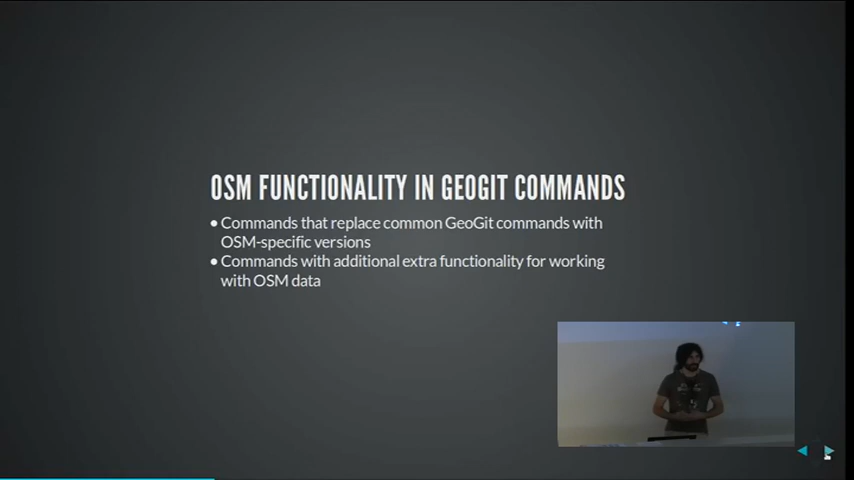 OSM FUNCTIONALITY IN GEOGIT COMMANDS
• Commands that replace common GeoGit commands with
OSM-specific versions
• Commands with additional extra functionality for working
with OSM data